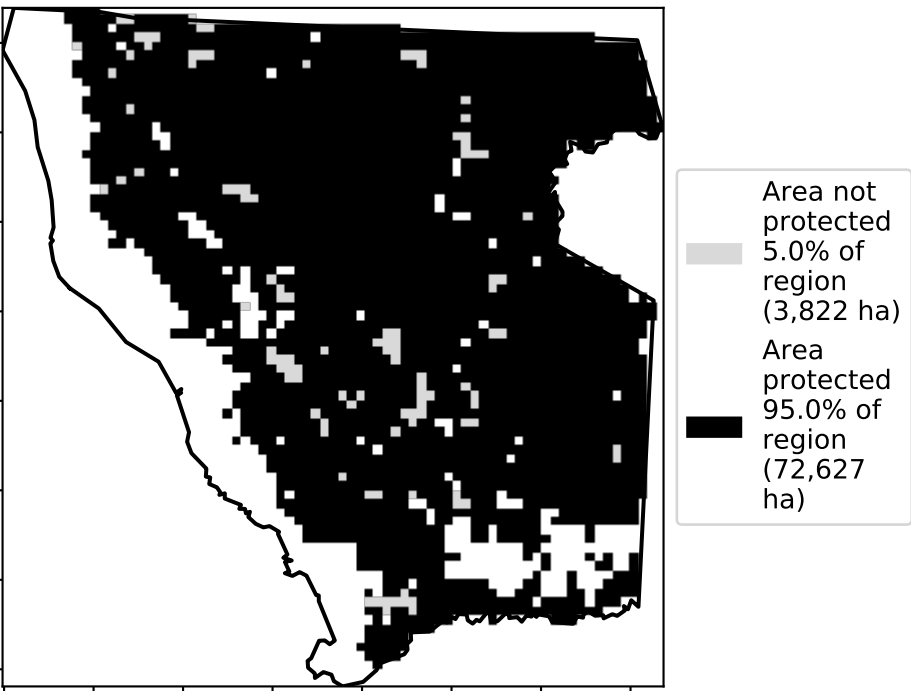 Area not
protected
5.0% of
region
(3,822 ha)
Area
protected
95.0% of
region
(72,627
ha)